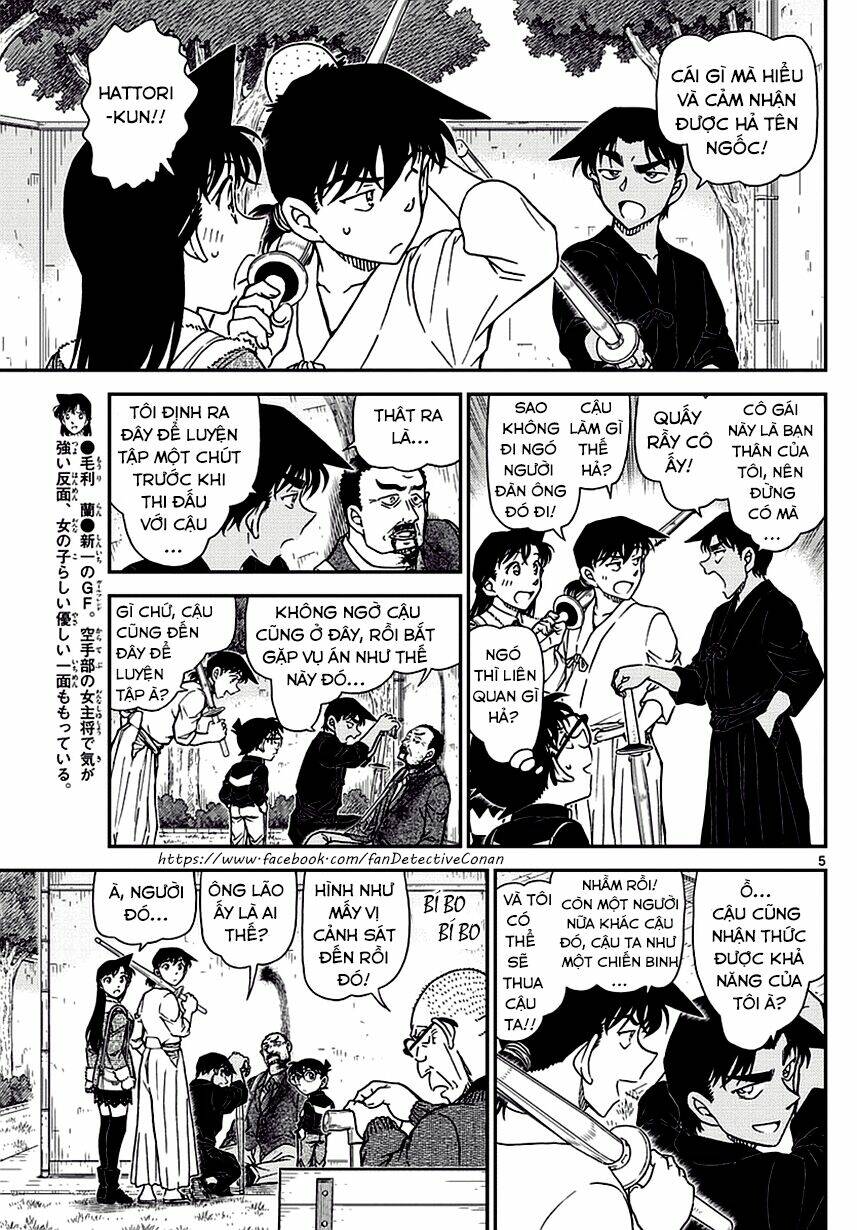 CÁI GÌ MÀ HIỂU
VÀ CẢM NHẬN
ĐƯỢC HẢ TÊN
NGỐC!
HATTORI
-KUN!!
CÔ GÁI
NÀY LÀ BẠN
THÂN CỦA
TÔI, NÊN
ĐỪNG
CÓ MÀ
QUẤY
RẦY CÔ
ẤY!
CẬU
LÀM GÌ
THẾ
HẢ?
SAO
KHÔNG
ĐI NGÓ
NGƯỜI
ĐÀN ÔNG
ĐÓ ĐI!
NGÓ
THÌ LIÊN
QUAN GÌ
HẢ?
THẤT RA
LÀ...
TÔI ĐỊNH RA
ĐÂY ĐỂ LUYỆN
TẬP MỘT CHÚT
TRƯỚC KHI
THI ĐẤU
VỚI CẬU
...
KHÔNG NGỜ CẬU
CŨNG Ở ĐÂY, RỒI BẮT
GẶP VỤ ÁN NHƯ THẾ
NÀY ĐÓ...
GÌ CHỨ, CẬU
CŨNG ĐẾN
ĐÂY ĐỂ
LUYỆN
TẬP À?
●毛利 蘭●新一のGF。空手部の女主将で気が
強い反面、女の子らしい優しい一面ももっている。
https://www.facebook.com/fanDetectiveConan
5
Ồ...
CẬU CŨNG
NHẬN THỨC
ĐƯỢC KHẢ
NĂNG CỦA
TÔI À?
NHẦM RỒI!
CÒN MỘT NGƯỜI
NỮA KHÁC CẬU
ĐÓ, CẬU TA NHƯ
MỘT CHIẾN BINH
VÀ TÔI
CÓ
THỂ
SẼ
THUA
CẬU
TA!!
BÍ BO
BÍ BO
HÌNH NHƯ
MẤY VỊ
CẢNH SÁT
ĐẾN RỒI
ĐÓ!
ÔNG LÃO
ẤY LÀ AI
THẾ?
À, NGƯỜI
ĐÓ...